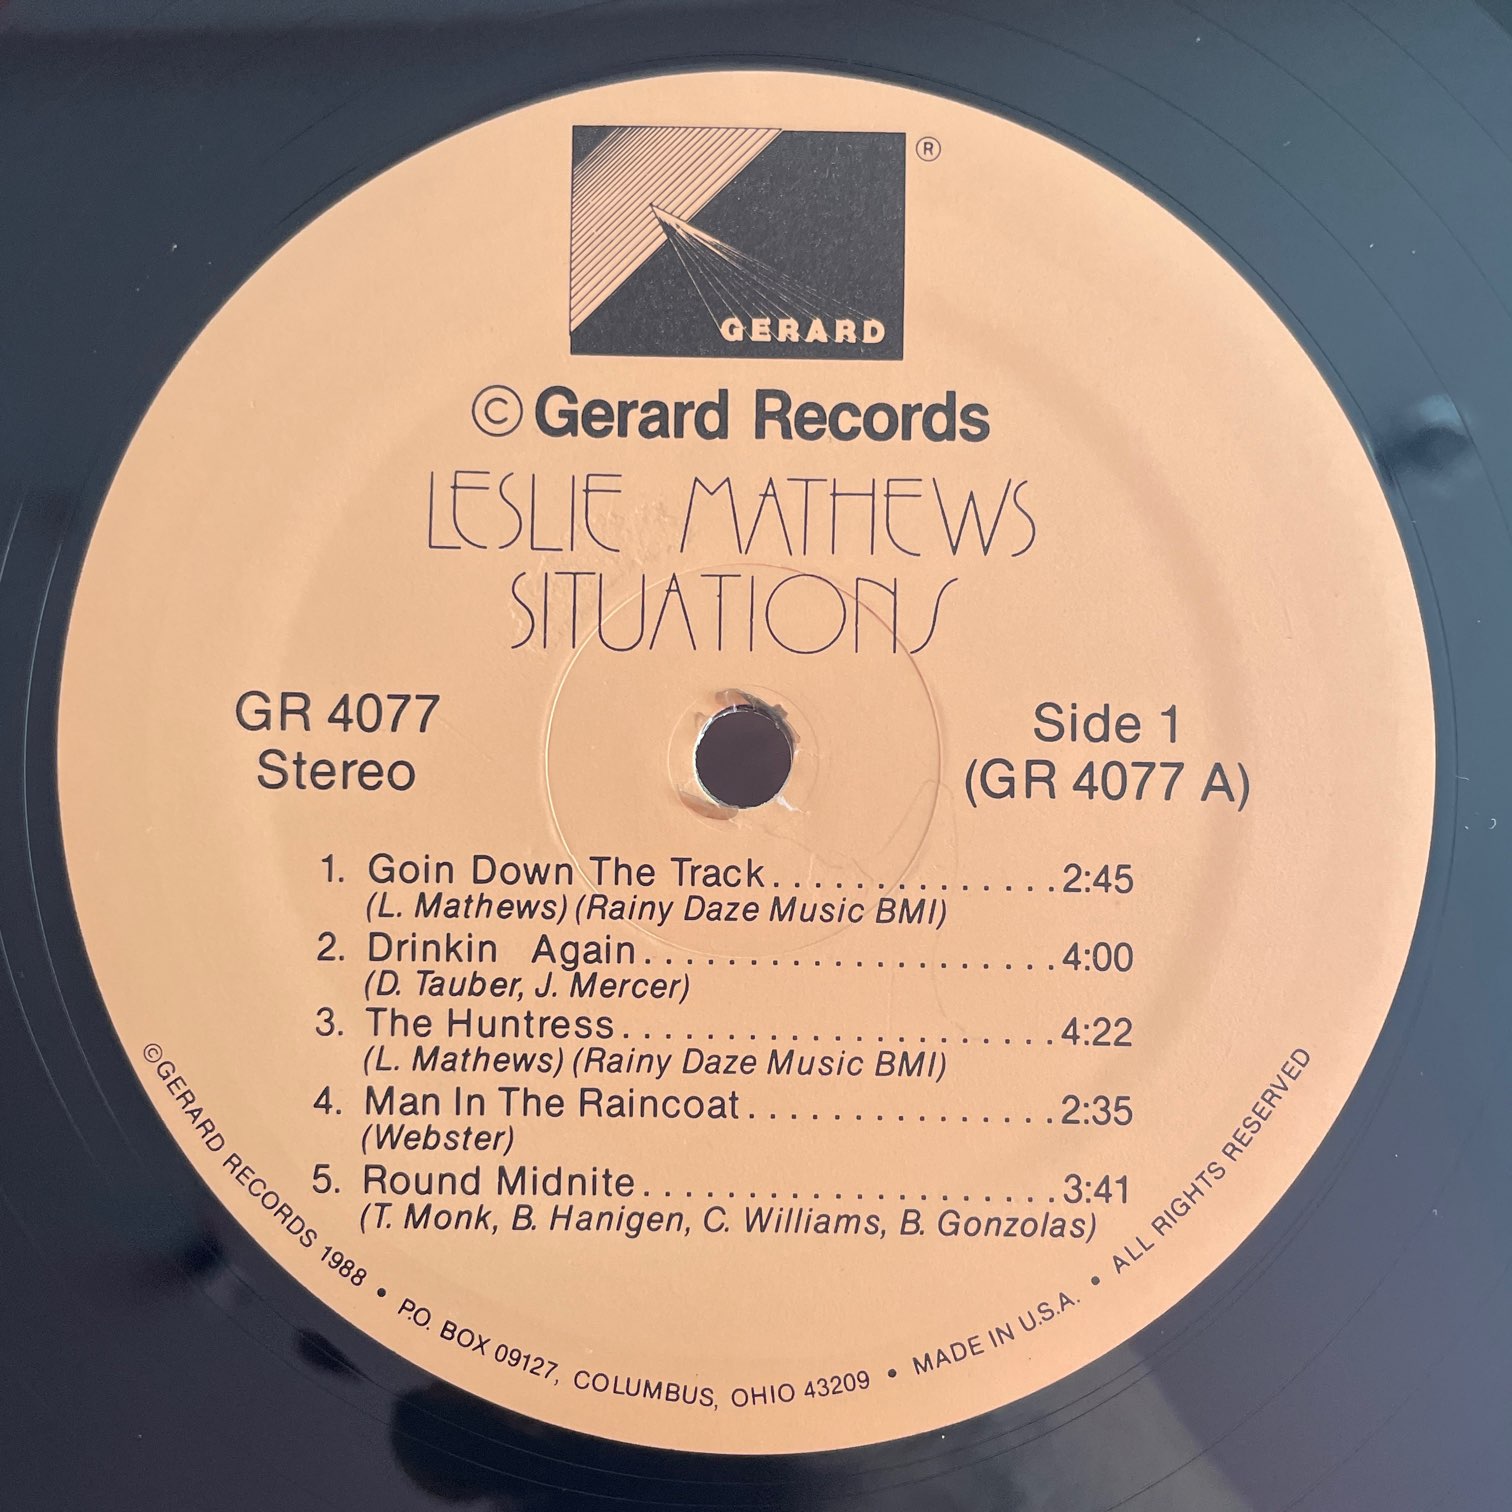 GERARD ®
© Gerard Records
LESLIE MATHEWS
SITUATIONS
GR 4077
Stereo
Side 1
(GR 4077 A)
1. Goin Down The Track..............2:45
(L. Mathews) (Rainy Daze Music BMI)
2. Drinkin Again....................4:00
(D. Tauber, J. Mercer)
3. The Huntress.....................4:22
(L. Mathews) (Rainy Daze Music BMI)
4. Man In The Raincoat...............2:35
(Webster)
5. Round Midnite....................3:41
(T. Monk, B. Hanigen, C. Williams, B. Gonzolas)
©GERARD RECORDS 1988 • P.O. BOX 09127, COLUMBUS, OHIO 43209 • MADE IN U.S.A. • ALL RIGHTS RESERVED